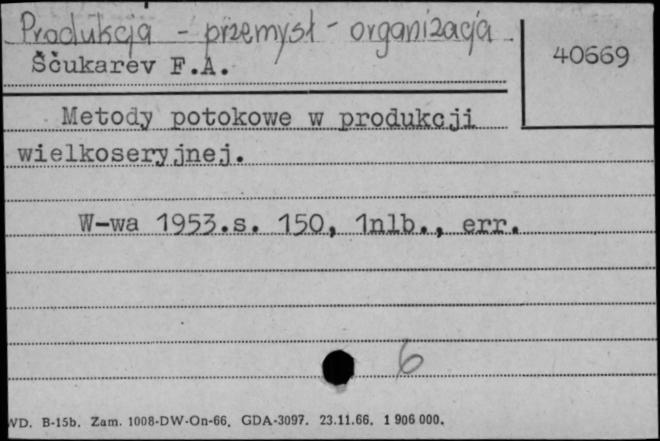 Produkcja - przemysł - organizacja
40669
Ščukarev F.A.
Metody potokowe w produkcji
wielkoseryjnej.
W-wa 1953.s. 150, 1nlb., err.
6
WD. B-15b. Zam. 1008-DW-On-66. GDA-3097. 23.11.66. 1 906 000.